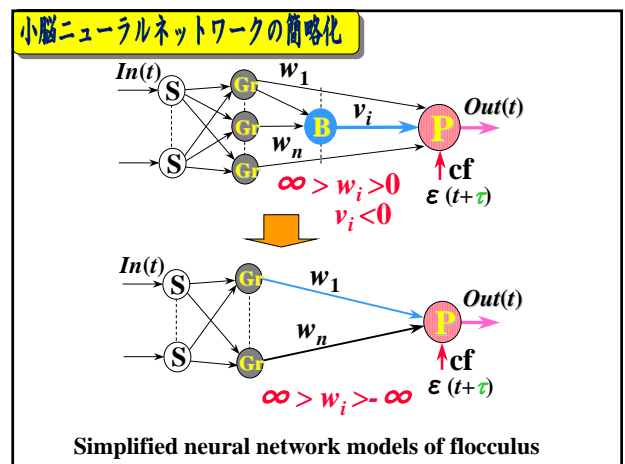 小脳ニューラルネットワークの簡略化
In(t)
S
S
Gr
Gr
Gr
w1
wn
B
vi
P
Out(t)
cf
ε (t+τ)
∞ > wi >0
vi <0
In(t)
S
S
Gr
Gr
w1
wn
P
Out(t)
cf
ε (t+τ)
∞ > wi >- ∞
Simplified neural network models of flocculus